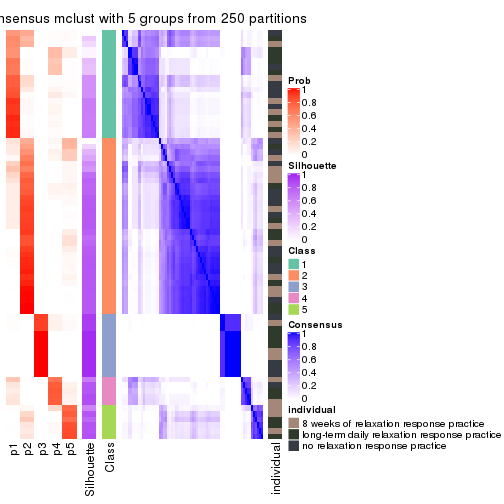 nsensus mclust with 5 groups from 250 partitions
Prob
1
0.8
0.6
0.4
0.2
0
Silhouette
1
0.8
0.6
0.4
0.2
0
Class
1
2
3
4
5
Consensus
1
0.8
0.6
0.4
0.2
0
individual
8 weeks of relaxation response practice
long-term daily relaxation response practice
no relaxation response practice
p1
p2
p3
p4
p5
Silhouette
Class
individual